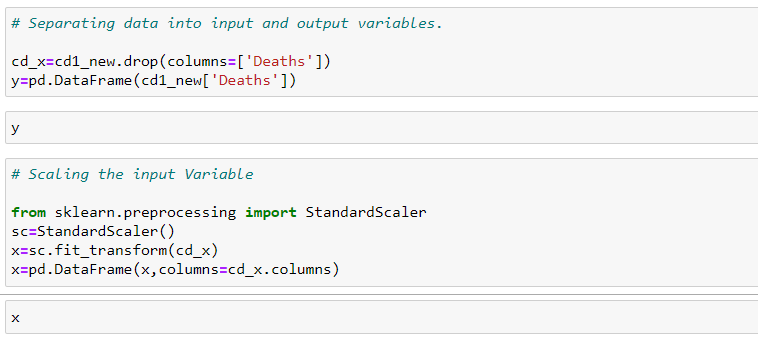 # Separating data into input and output variables.
cd_x=cd1_new.drop(columns=['Deaths'])
y=pd.DataFrame(cd1_new['Deaths'])
y
# Scaling the input Variable
from sklearn.preprocessing import StandardScaler
sc=StandardScaler()
x=sc.fit_transform(cd_x)
x=pd.DataFrame(x,columns=cd_x.columns)
x